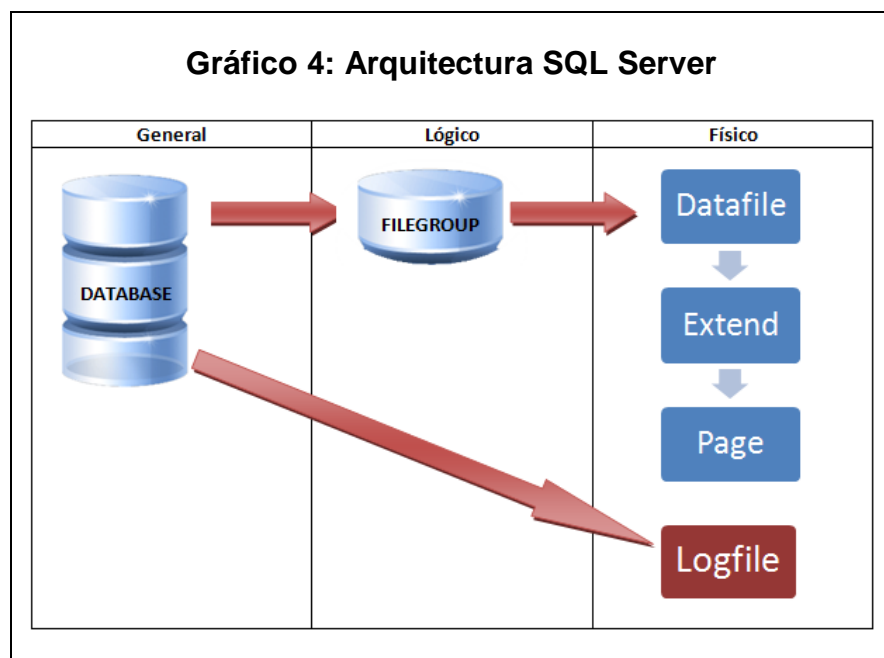 Gráfico 4: Arquitectura SQL Server
General
Lógico
Físico
DATABASE
FILEGROUP
Datafile
Extend
Page
Logfile